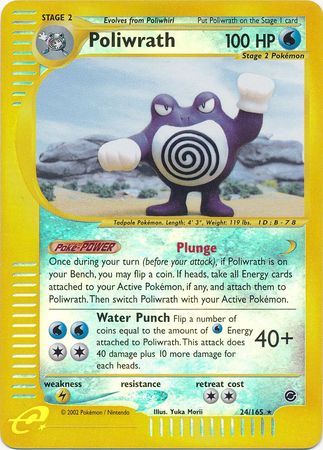 STAGE 2
Evolves from Poliwhirl
Put Poliwrath on the Stage 1 card
Poliwrath 100 HP
Stage 2 Pokémon
Tadpole Pokémon. Length: 4' 3", Weight: 119 lbs. ID:B-78
POKé-POWER Plunge
Once during your turn (before your attack), if Poliwrath is
on your Bench, you may flip a coin. If heads, take all Energy cards
attached to your Active Pokémon, if any, and attach them to
Poliwrath. Then switch Poliwrath with your Active Pokémon.
Water Punch Flip a number of
coins equal to the amount of Energy
attached to Poliwrath. This attack does
40 damage plus 10 more damage for
each heads.
40+
weakness resistance retreat cost
e
© 2002 Pokémon / Nintendo Illus. Yuka Morii 24/165 ★